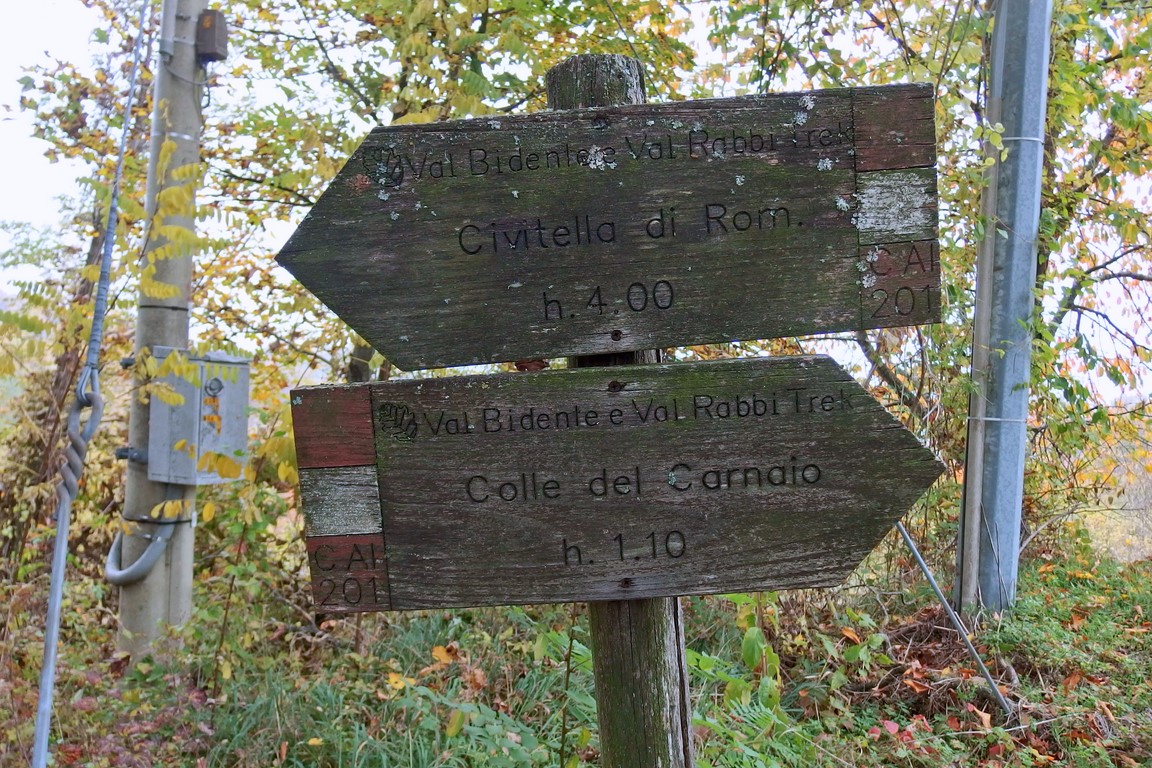 Val Bidente e Val Rabbi Trek
Civitella di Rom.
h. 4.00
CAI
201
Val Bidente e Val Rabbi Trek
Colle del Carnaio
h. 1.10
CAI
201